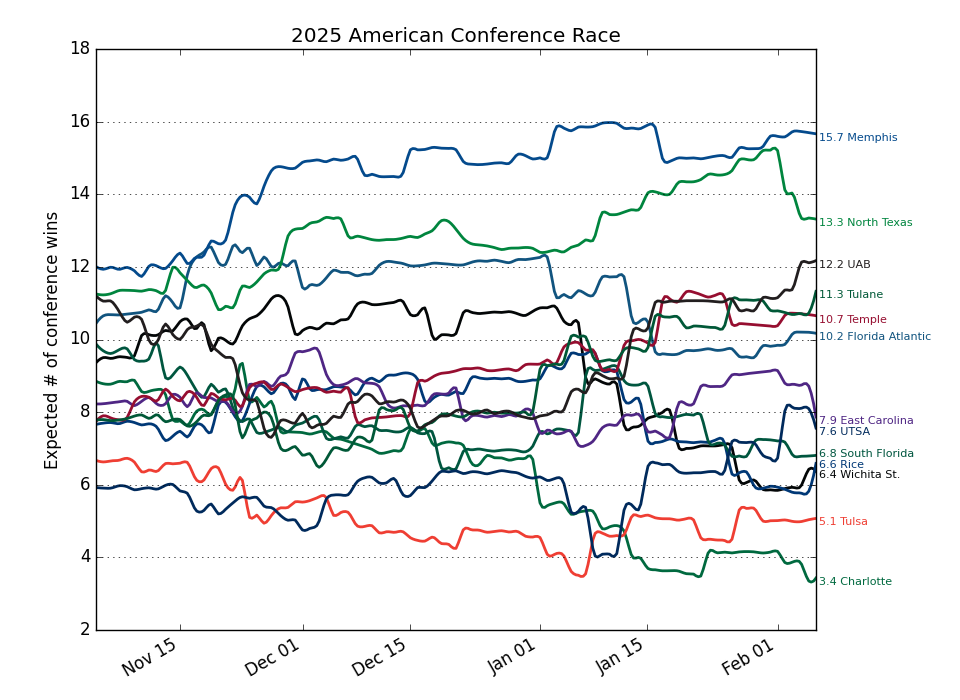 2025 American Conference Race
Expected # of conference wins
18
16
14
12
10
8
6
4
2
Nov 15
Dec 01
Dec 15
Jan 01
Jan 15
Feb 01
15.7 Memphis
13.3 North Texas
12.2 UAB
11.3 Tulane
10.7 Temple
10.2 Florida Atlantic
7.9 East Carolina
7.6 UTSA
6.8 South Florida
6.6 Rice
6.4 Wichita St.
5.1 Tulsa
3.4 Charlotte